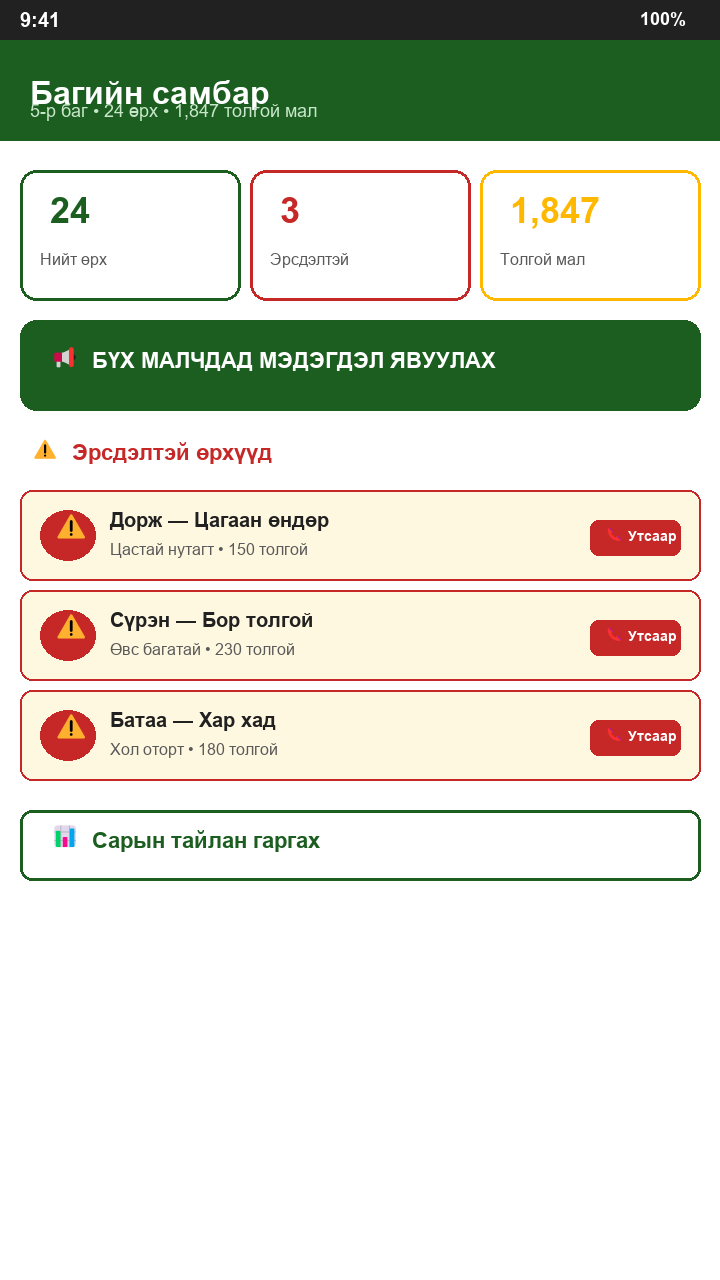 9:41 100%
Багийн самбар
5-р баг • 24 өрх • 1,847 толгой мал
24 3 1,847
Нийт өрх Эрсдэлтэй Толгой мал
БҮХ МАЛЧДАД МЭДЭГДЭЛ ЯВУУЛАХ
Эрсдэлтэй өрхүүд
Дорж — Цагаан өндөр
Цастай нутагт • 150 толгой
Утсаар
Сүрэн — Бор толгой
Өвс багатай • 230 толгой
Утсаар
Батаа — Хар хад
Хол оторт • 180 толгой
Утсаар
Сарын тайлан гаргах